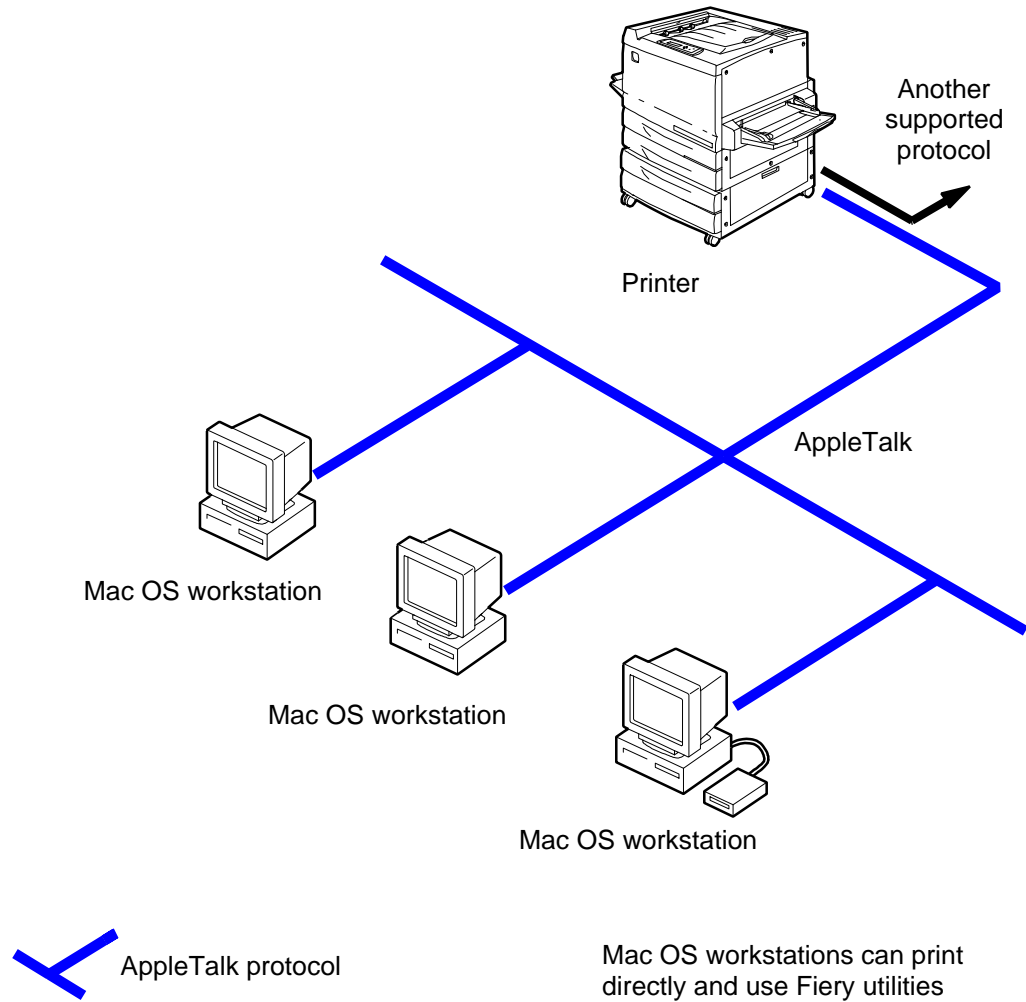 Another
supported
protocol
Printer
AppleTalk
Mac OS workstation
Mac OS workstation
Mac OS workstation
AppleTalk protocol
Mac OS workstations can print
directly and use Fiery utilities